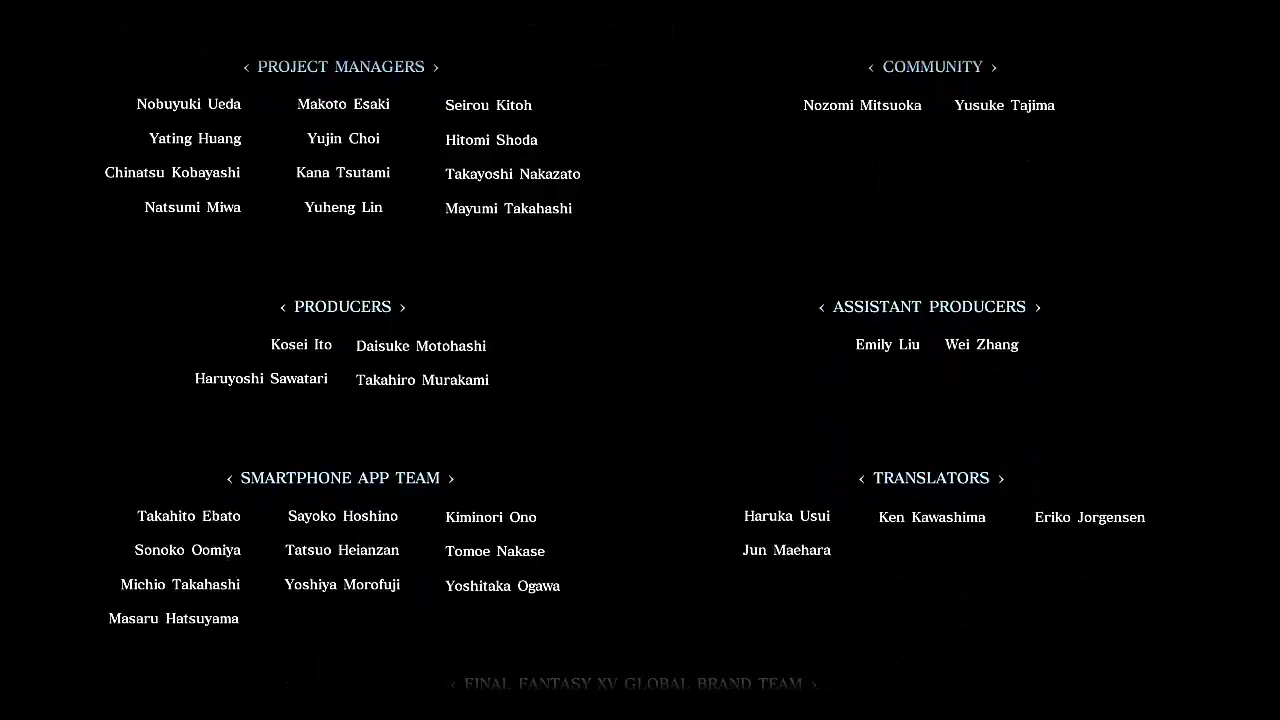 ‹ PROJECT MANAGERS ›
Nobuyuki Ueda Makoto Esaki Seirou Kitoh
Yating Huang Yujin Choi Hitomi Shoda
Chinatsu Kobayashi Kana Tsutami Takayoshi Nakazato
Natsumi Miwa Yuheng Lin Mayumi Takahashi
‹ COMMUNITY ›
Nozomi Mitsuoka Yusuke Tajima
‹ PRODUCERS ›
Kosei Ito Daisuke Motohashi
Haruyoshi Sawatari Takahiro Murakami
‹ ASSISTANT PRODUCERS ›
Emily Liu Wei Zhang
‹ SMARTPHONE APP TEAM ›
Takahito Ebato Sayoko Hoshino Kiminori Ono
Sonoko Oomiya Tatsuo Heianzan Tomoe Nakase
Michio Takahashi Yoshiya Morofuji Yoshitaka Ogawa
Masaru Hatsuyama
‹ TRANSLATORS ›
Haruka Usui Ken Kawashima Eriko Jorgensen
Jun Maehara
‹ FINAL FANTASY XV GLOBAL BRAND TEAM ›